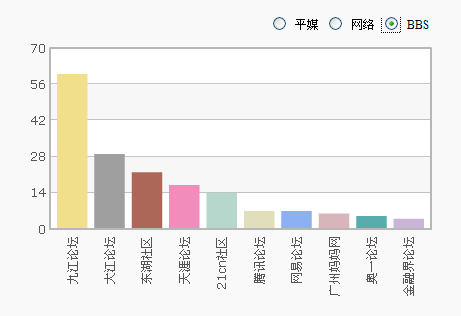 平媒 网络 BBS
70
56
42
28
14
0
九江论坛
大江论坛
东湖社区
天涯论坛
21cn社区
腾讯论坛
网易论坛
广州妈妈网
奥一论坛
金融界论坛